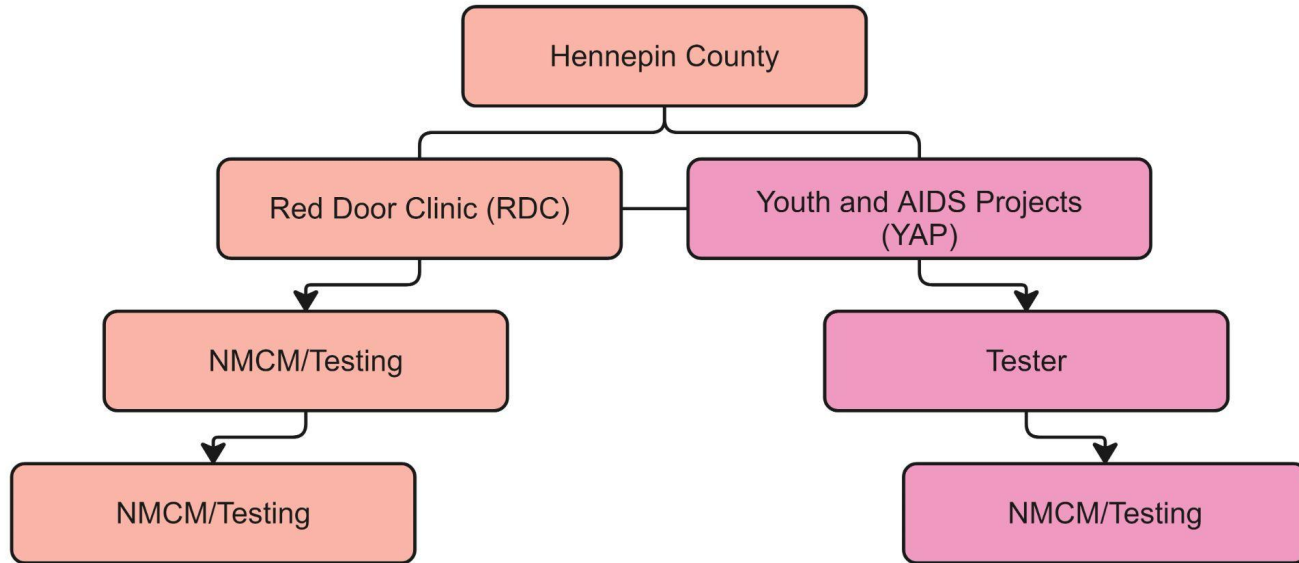 Hennepin County
Red Door Clinic (RDC)
Youth and AIDS Projects
(YAP)
NMCM/Testing
Tester
NMCM/Testing
NMCM/Testing